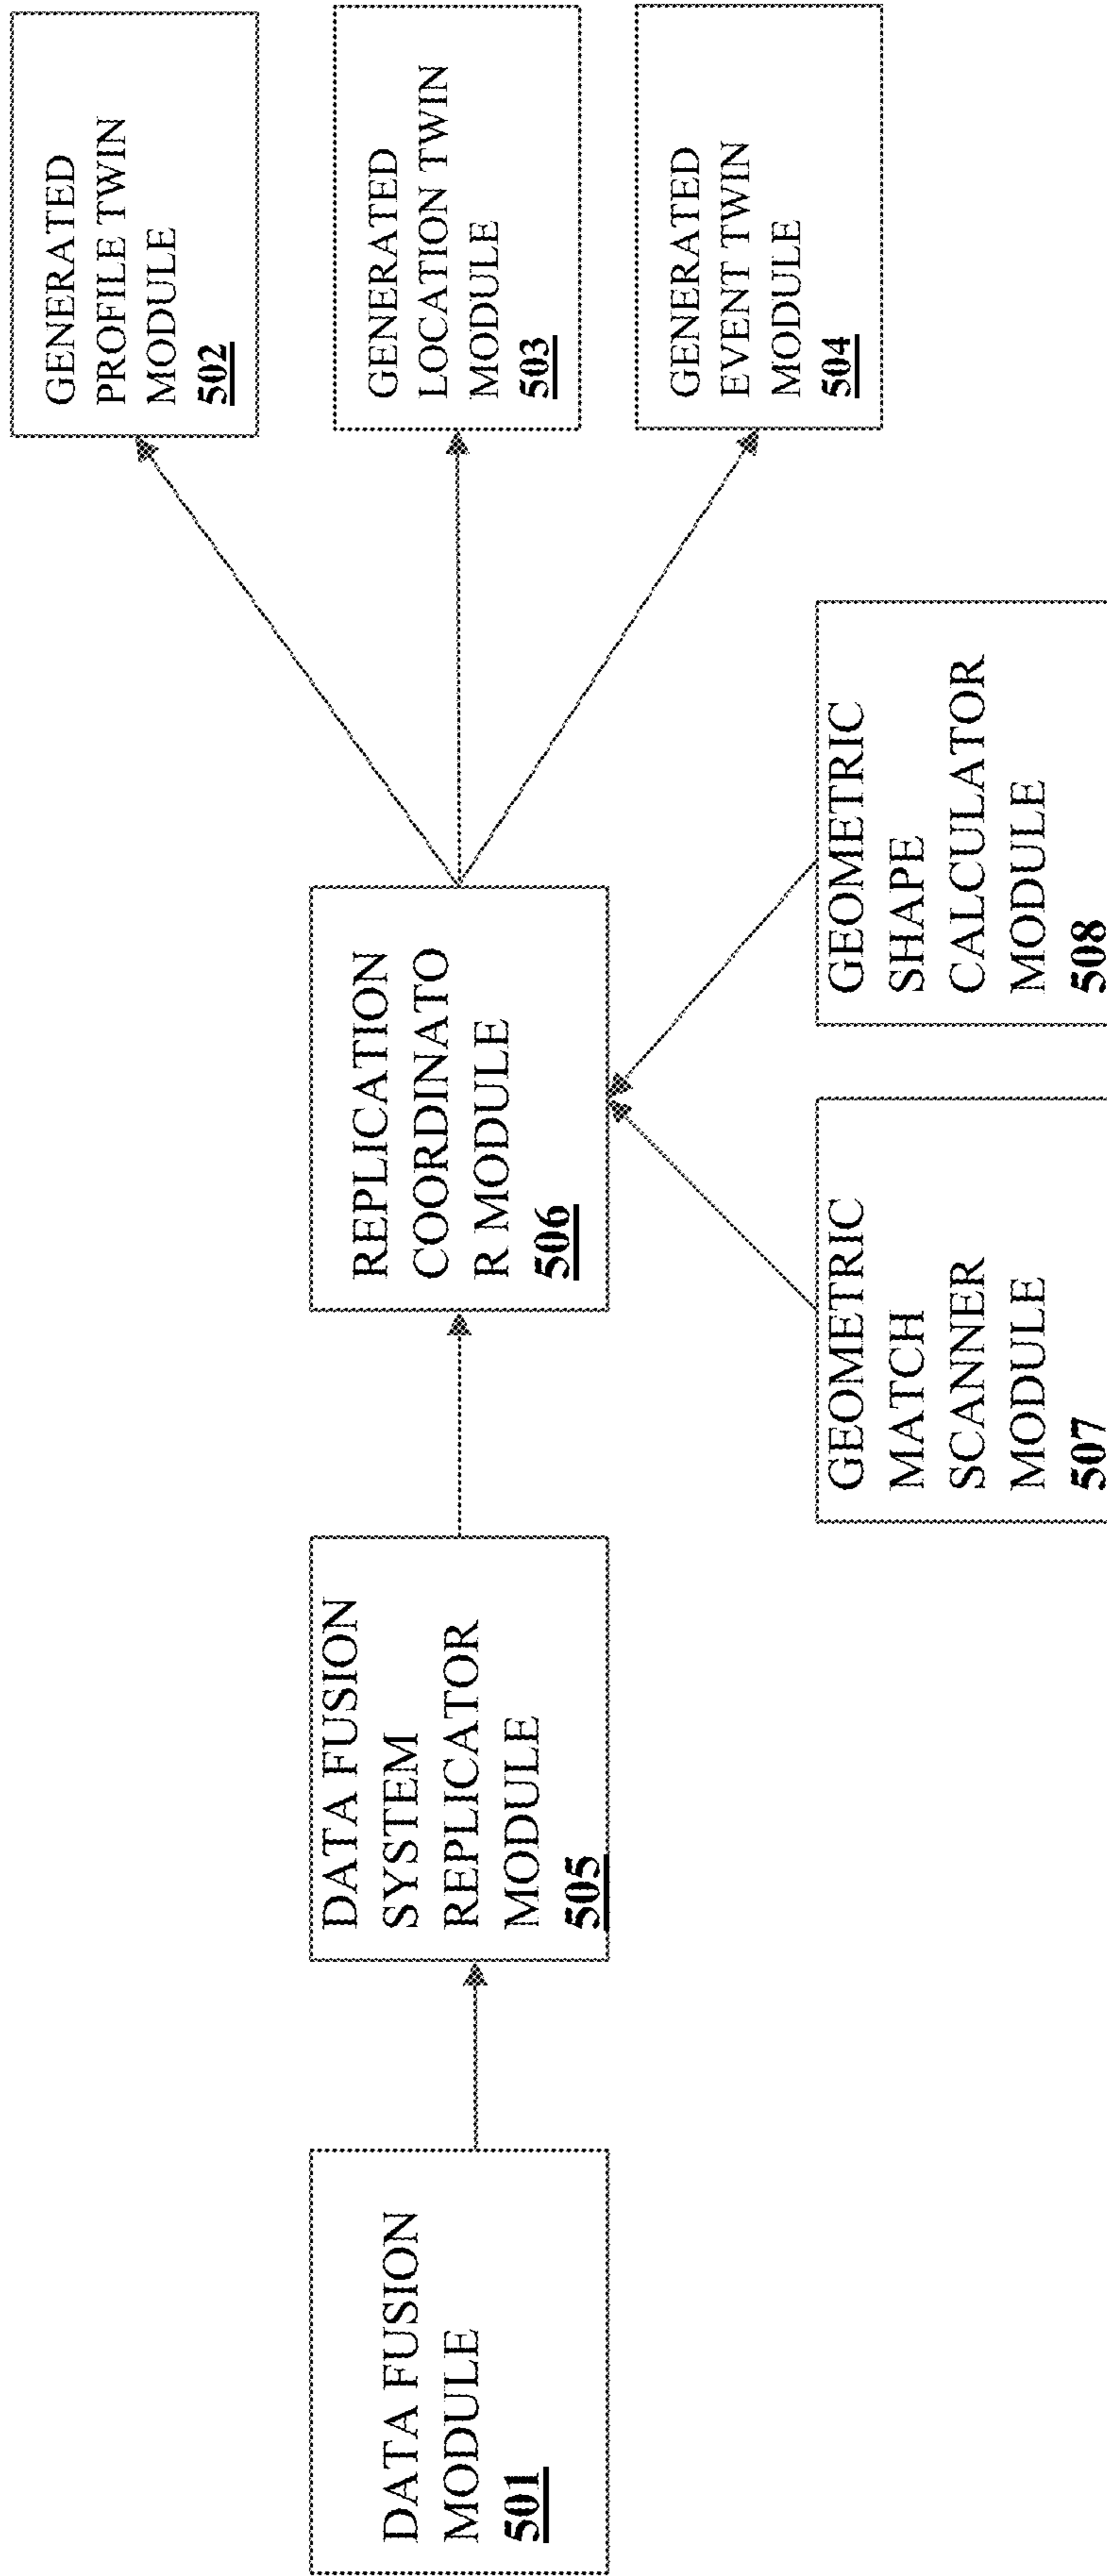 DATA FUSION
MODULE
501
DATA FUSION
SYSTEM
REPLICATOR
MODULE
505
REPLICATION
COORDINATO
R MODULE
506
GENERATED
PROFILE TWIN
MODULE
502
GENERATED
LOCATION TWIN
MODULE
503
GENERATED
EVENT TWIN
MODULE
504
GEOMETRIC
MATCH
SCANNER
MODULE
507
GEOMETRIC
SHAPE
CALCULATOR
MODULE
508